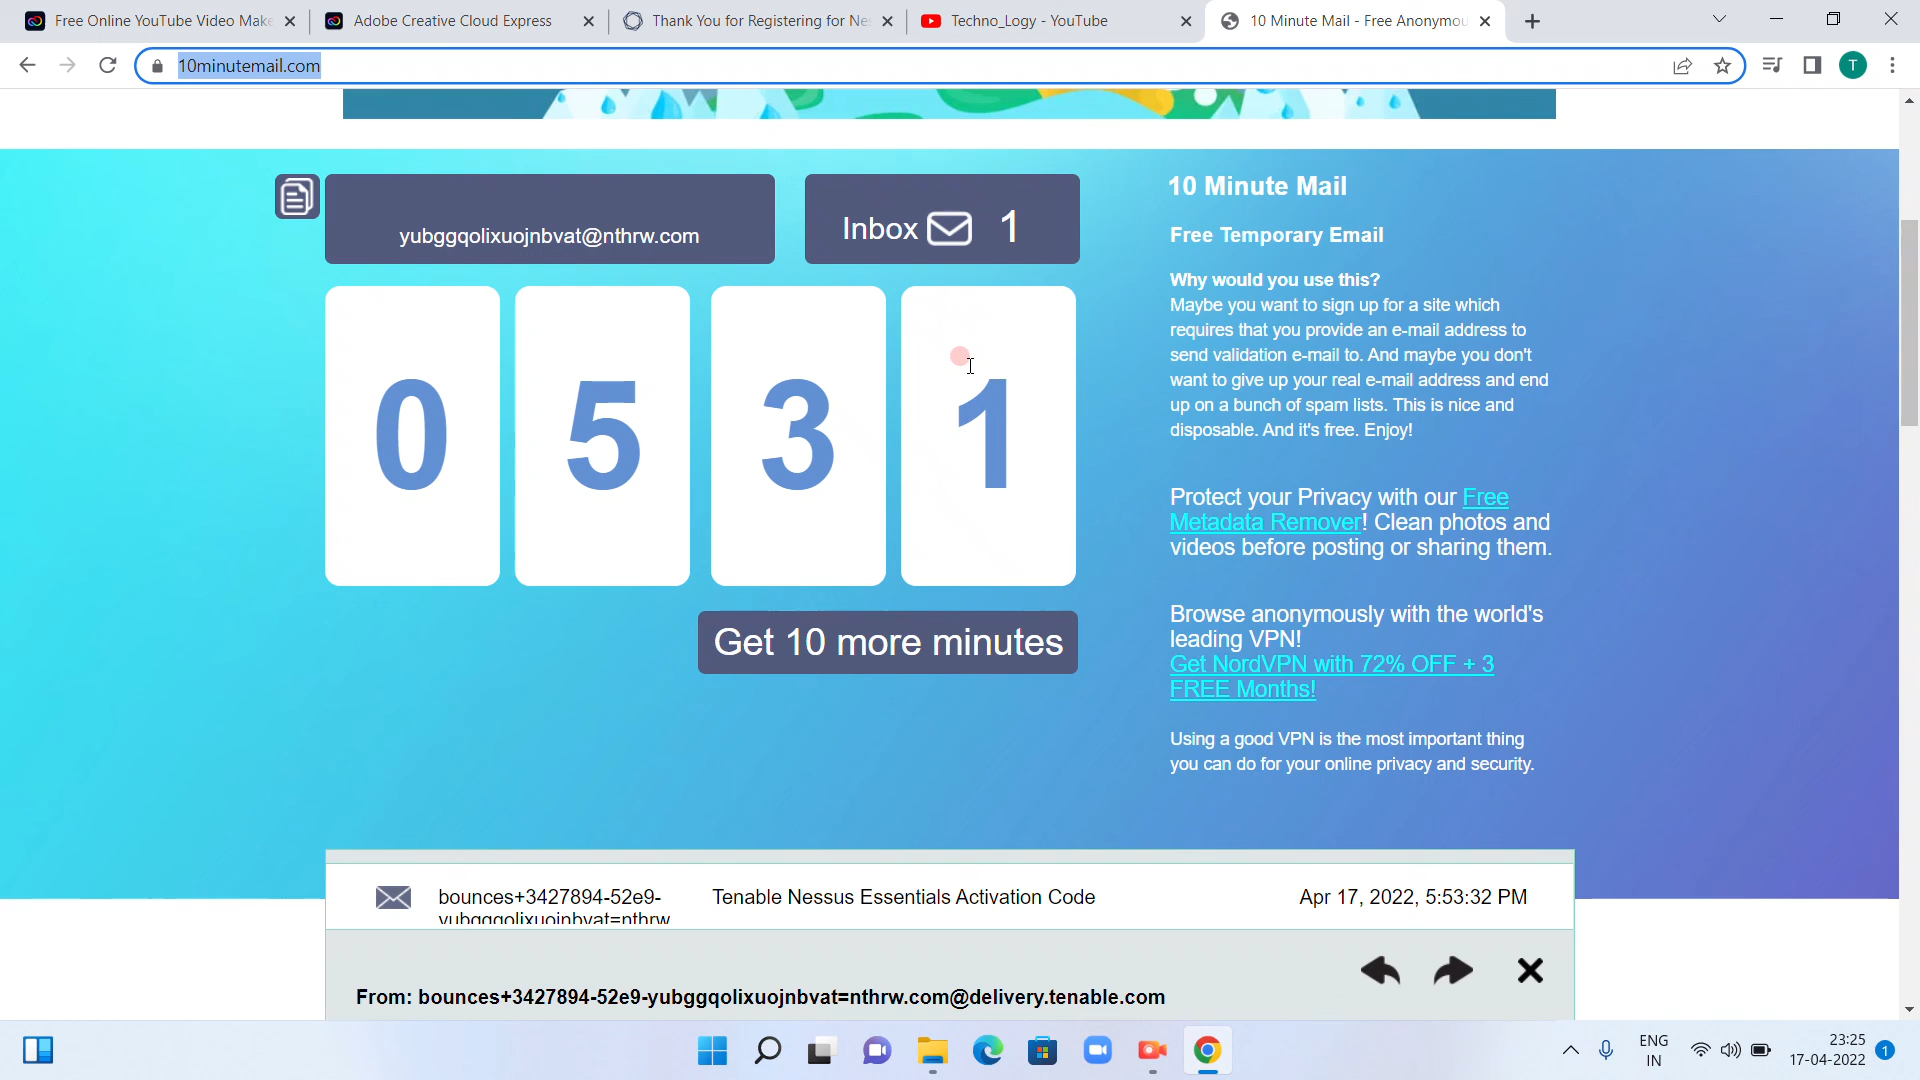 Free Online YouTube Video Make
Adobe Creative Cloud Express
Thank You for Registering for Ne
Techno_Logy - YouTube
10 Minute Mail - Free Anonymou
10minutemail.com
T
yubggqolixuojnbvat@nthrw.com
Inbox 1
0 5 3 1
Get 10 more minutes
10 Minute Mail
Free Temporary Email
Why would you use this?
Maybe you want to sign up for a site which
requires that you provide an e-mail address to
send validation e-mail to. And maybe you don't
want to give up your real e-mail address and end
up on a bunch of spam lists. This is nice and
disposable. And it's free. Enjoy!
Protect your Privacy with our Free
Metadata Remover! Clean photos and
videos before posting or sharing them.
Browse anonymously with the world's
leading VPN!
Get NordVPN with 72% OFF + 3
FREE Months!
Using a good VPN is the most important thing
you can do for your online privacy and security.
bounces+3427894-52e9-
yubggqolixuojnbvat=nthrw
Tenable Nessus Essentials Activation Code
Apr 17, 2022, 5:53:32 PM
From: bounces+3427894-52e9-yubggqolixuojnbvat=nthrw.com@delivery.tenable.com
ENG
IN
23:25
17-04-2022
1